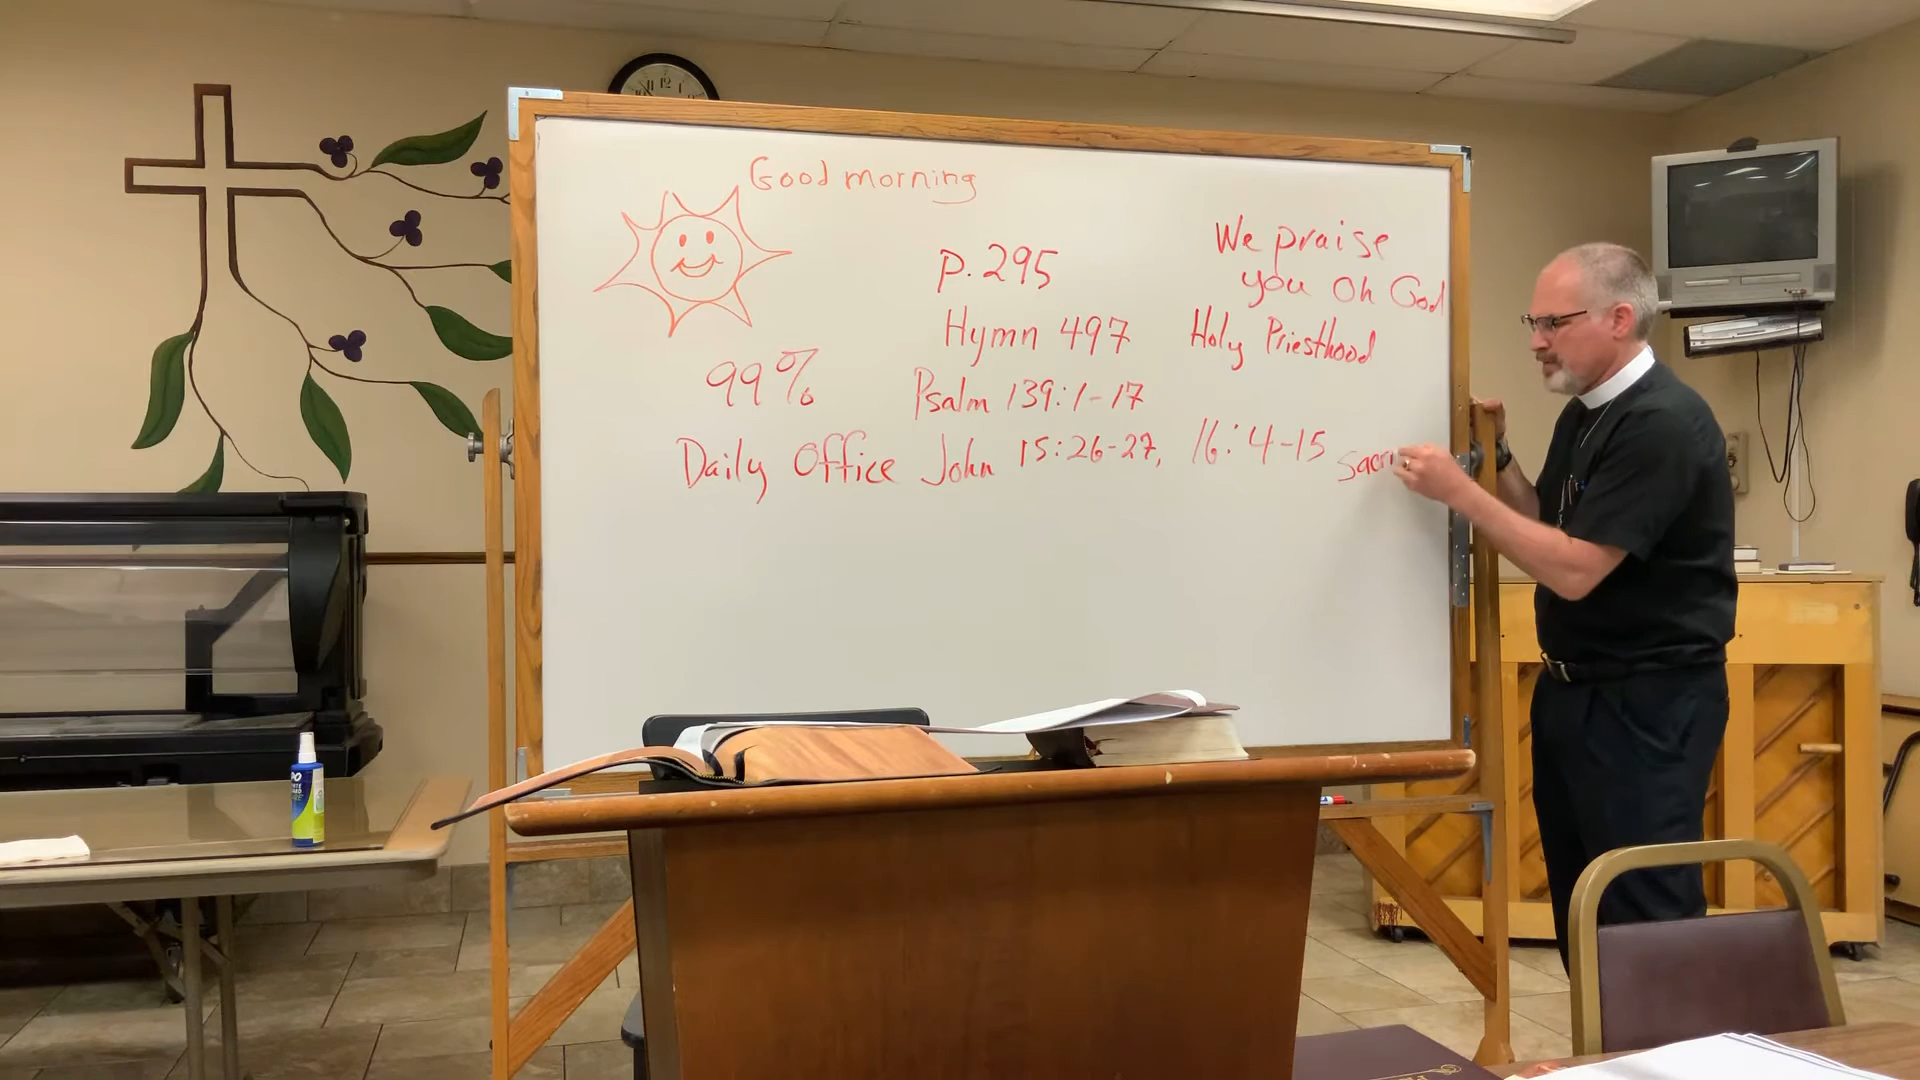 Good morning
We praise
you Oh God
p. 295
Hymn 497
Holy Priesthood
99%
Psalm 139:1-17
Daily Office John 15:26-27, 16:4-15